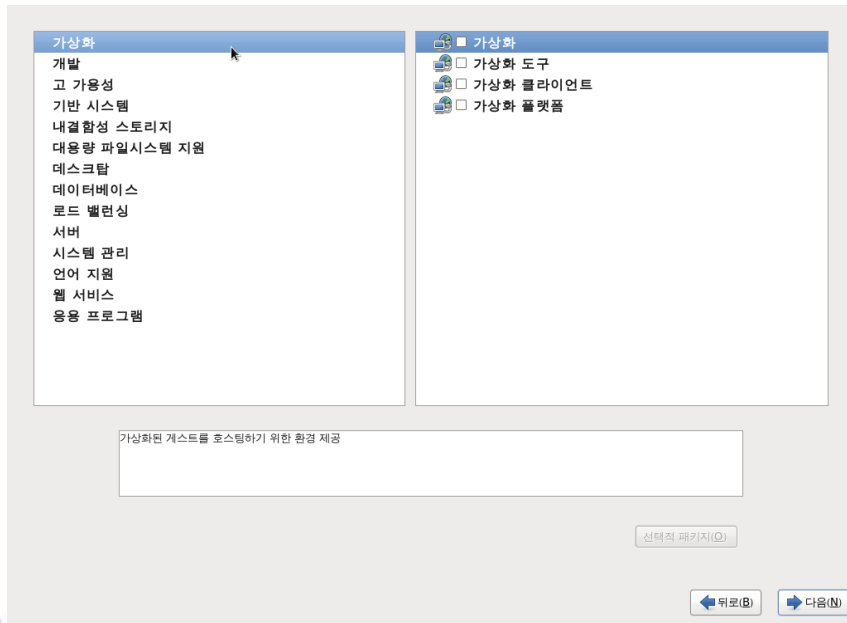 가상화
개발
고 가용성
기반 시스템
내결함성 스토리지
대용량 파일시스템 지원
데스크탑
데이터베이스
로드 밸런싱
서버
시스템 관리
언어 지원
웹 서비스
응용 프로그램
가상화
가상화 도구
가상화 클라이언트
가상화 플랫폼
가상화된 게스트를 호스팅하기 위한 환경 제공
선택적 패키지(O)
뒤로(B)
다음(N)